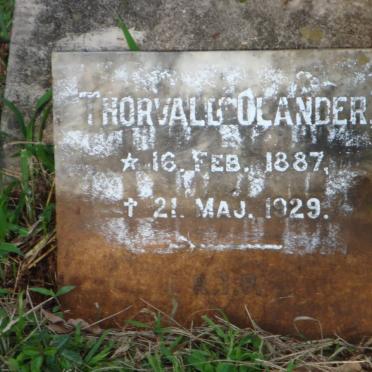 THORVALD OLANDER.
★ 16. FEB. 1887.
† 21. MAJ. 1929.